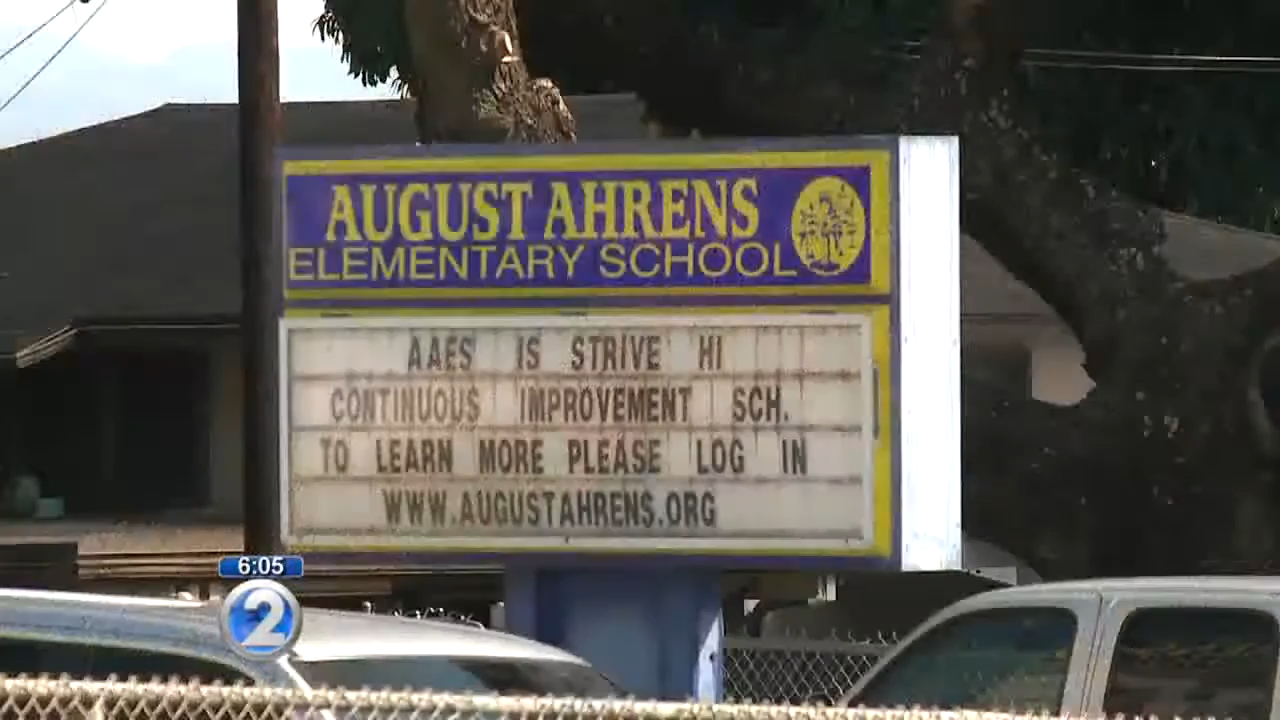 AUGUST AHRENS
ELEMENTARY SCHOOL
AAES IS STRIVE HI
CONTINUOUS IMPROVEMENT SCH.
TO LEARN MORE PLEASE LOG IN
WWW.AUGUSTAHRENS.ORG
6:05
2